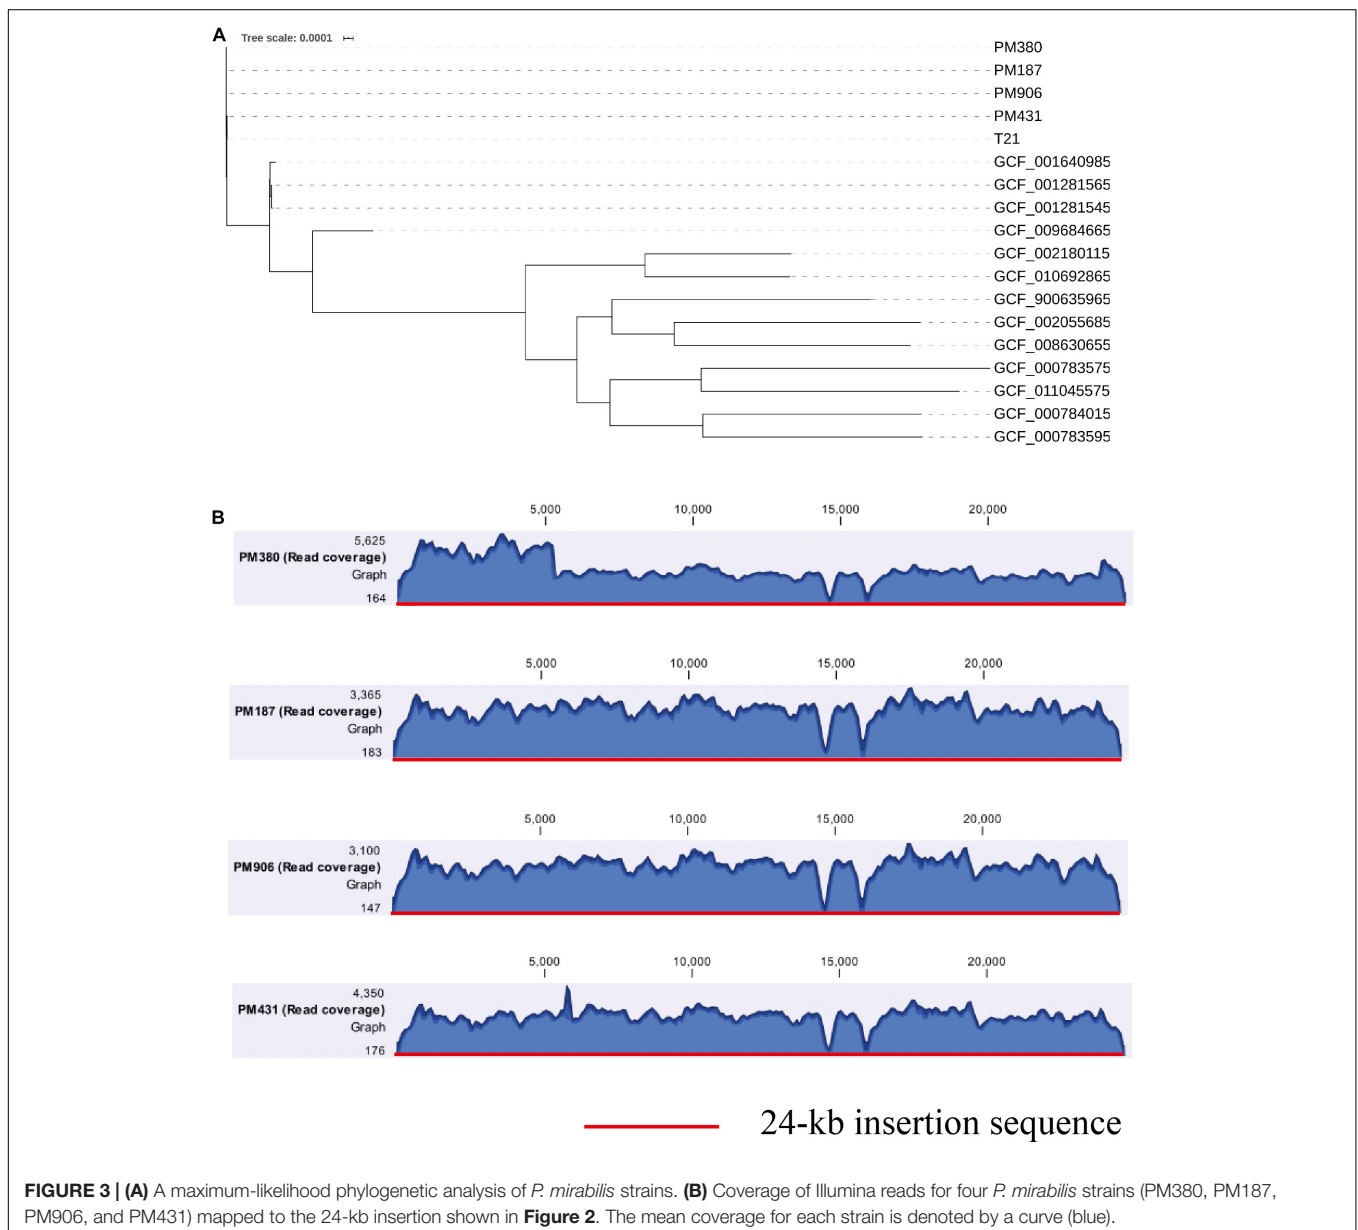 A
Tree scale: 0.0001
PM380
PM187
PM906
PM431
T21
GCF_001640985
GCF_001281565
GCF_001281545
GCF_009684665
GCF_002180115
GCF_010692865
GCF_900635965
GCF_002055685
GCF_008630655
GCF_000783575
GCF_011045575
GCF_000784015
GCF_000783595
B
5,000 10,000 15,000 20,000
5,625
PM380 (Read coverage)
Graph
164
5,000 10,000 15,000 20,000
3,365
PM187 (Read coverage)
Graph
183
5,000 10,000 15,000 20,000
3,100
PM906 (Read coverage)
Graph
147
5,000 10,000 15,000 20,000
4,350
PM431 (Read coverage)
Graph
176
24-kb insertion sequence
FIGURE 3 | (A) A maximum-likelihood phylogenetic analysis of P. mirabilis strains. (B) Coverage of Illumina reads for four P. mirabilis strains (PM380, PM187,
PM906, and PM431) mapped to the 24-kb insertion shown in Figure 2. The mean coverage for each strain is denoted by a curve (blue).